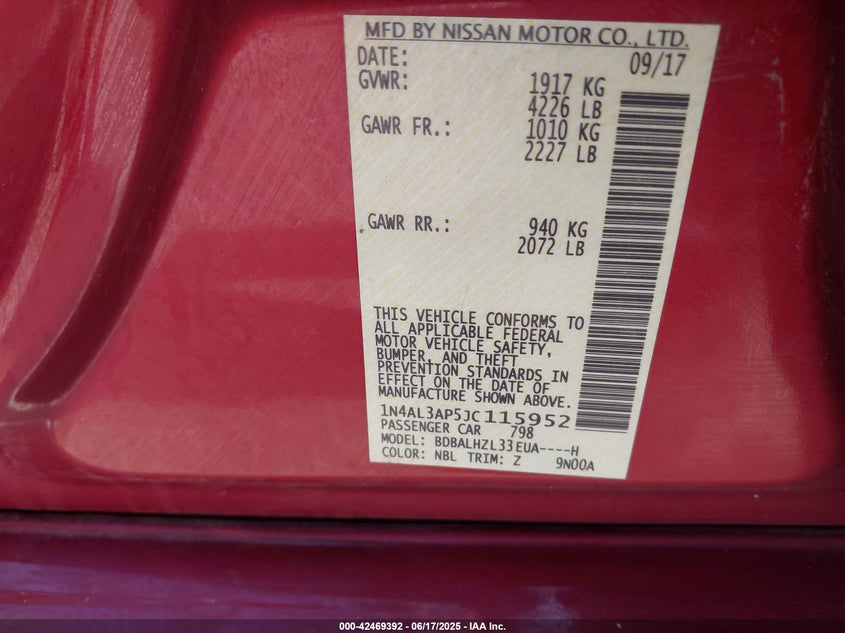 MFD BY NISSAN MOTOR CO., LTD.
DATE: 09/17
GVWR: 1917 KG
4226 LB
GAWR FR.: 1010 KG
2227 LB
GAWR RR.: 940 KG
2072 LB
THIS VEHICLE CONFORMS TO
ALL APPLICABLE FEDERAL
MOTOR VEHICLE SAFETY,
BUMPER, AND THEFT
PREVENTION STANDARDS IN
EFFECT ON THE DATE OF
MANUFACTURE SHOWN ABOVE.
1N4AL3AP5JC115952
PASSENGER CAR 798
MODEL: BDBALHZL33EUA----H
COLOR: NBL TRIM: Z 9N00A
000-42469392 - 06/17/2025 - IAA Inc.